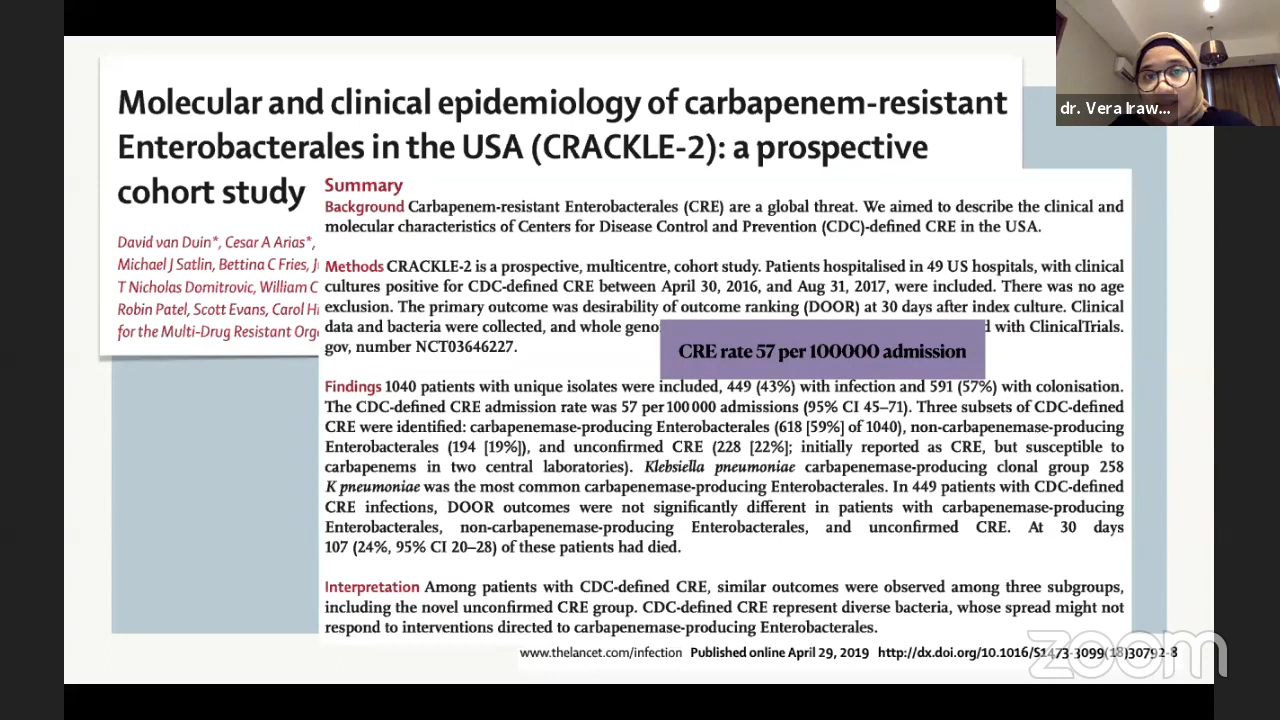 Molecular and clinical epidemiology of carbapenem-resistant
Enterobacterales in the USA (CRACKLE-2): a prospective
cohort study
David van Duin*, Cesar A Arias*,
Michael J Satlin, Bettina C Fries,
T Nicholas Domitrovic, William C
Robin Patel, Scott Evans, Carol
for the Multi-Drug Resistant
Summary
Background Carbapenem-resistant Enterobacterales (CRE) are a global threat. We aimed to describe the clinical and
molecular characteristics of Centers for Disease Control and Prevention (CDC)-defined CRE in the USA.
Methods CRACKLE-2 is a prospective, multicentre, cohort study. Patients hospitalised in 49 US hospitals, with clinical
cultures positive for CDC-defined CRE between April 30, 2016, and Aug 31, 2017, were included. There was no age
exclusion. The primary outcome was desirability of outcome ranking (DOOR) at 30 days after index culture. Clinical
data and bacteria were collected, and whole with ClinicalTrials.
gov, number NCT03646227.
CRE rate 57 per 100000 admission
Findings 1040 patients with unique isolates were included, 449 (43%) with infection and 591 (57%) with colonisation.
The CDC-defined CRE admission rate was 57 per 100 000 admissions (95% CI 45–71). Three subsets of CDC-defined
CRE were identified: carbapenemase-producing Enterobacterales (618 [59%] of 1040), non-carbapenemase-producing
Enterobacterales (194 [19%]), and unconfirmed CRE (228 [22%]; initially reported as CRE, but susceptible to
carbapenems in two central laboratories). Klebsiella pneumoniae carbapenemase-producing clonal group 258
K pneumoniae was the most common carbapenemase-producing Enterobacterales. In 449 patients with CDC-defined
CRE infections, DOOR outcomes were not significantly different in patients with carbapenemase-producing
Enterobacterales, non-carbapenemase-producing Enterobacterales, and unconfirmed CRE. At 30 days
107 (24%, 95% CI 20–28) of these patients had died.
Interpretation Among patients with CDC-defined CRE, similar outcomes were observed among three subgroups,
including the novel unconfirmed CRE group. CDC-defined CRE represent diverse bacteria, whose spread might not
respond to interventions directed to carbapenemase-producing Enterobacterales.
www.thelancet.com/infection Published online April 29, 2019 http://dx.doi.org/10.1016/S1473-3099(18)30792-8
dr. Vera Iraw...
zoom